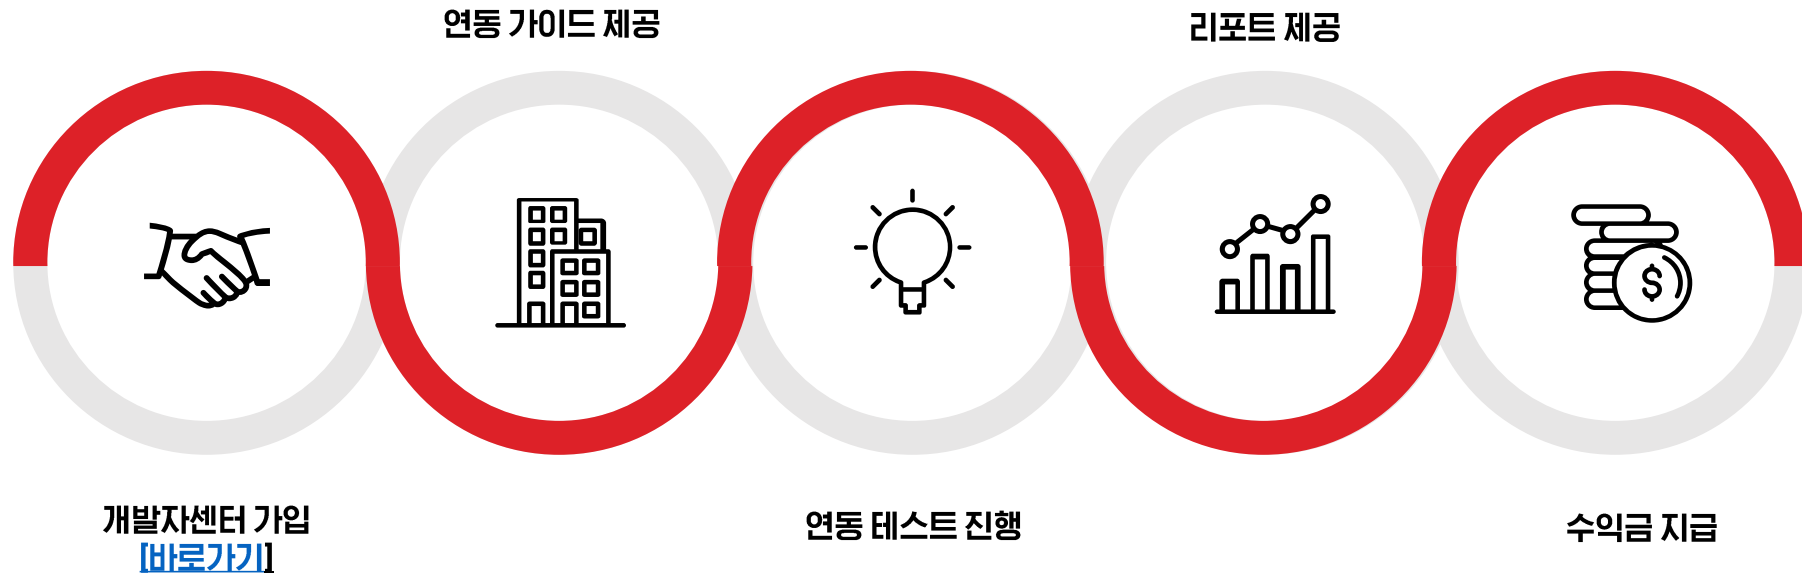 연동 가이드 제공
리포트 제공
개발자센터 가입
[바로가기]
연동 테스트 진행
수익금 지급
$